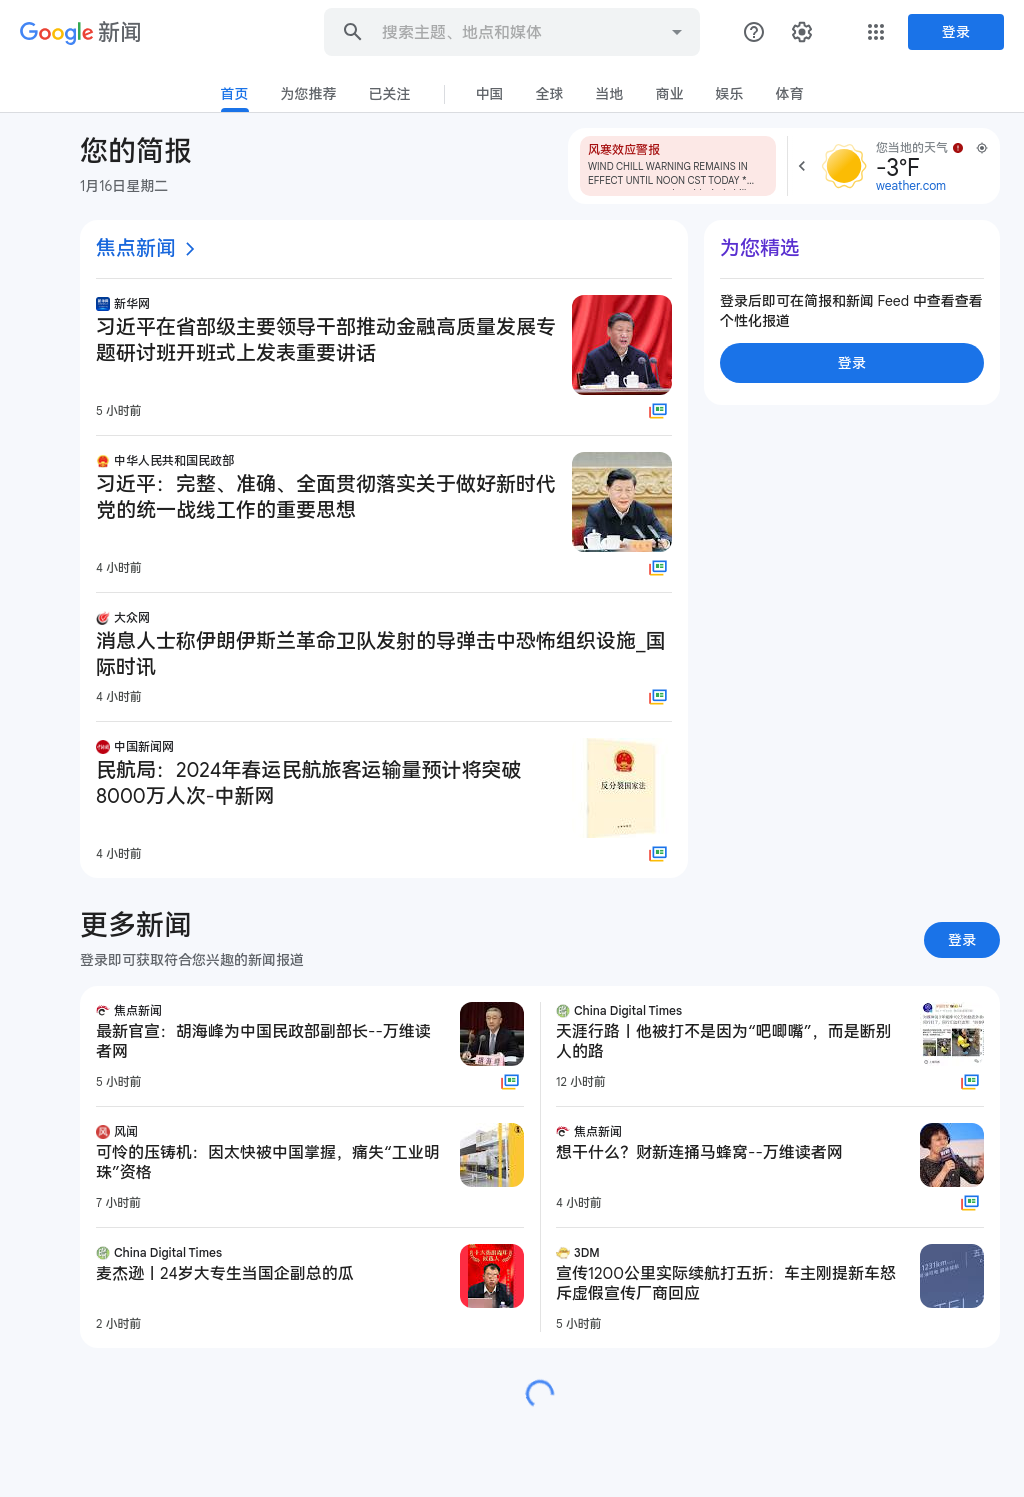 Google 新闻
搜索主题、地点和媒体
登录
首页
为您推荐
已关注
中国
全球
当地
商业
娱乐
体育
您的简报
1月16日星期二
风寒效应警报
WIND CHILL WARNING REMAINS IN
EFFECT UNTIL NOON CST TODAY *...
您当地的天气
-3°F
weather.com
焦点新闻
新华网
习近平在省部级主要领导干部推动金融高质量发展专
题研讨班开班式上发表重要讲话
5 小时前
中华人民共和国民政部
习近平：完整、准确、全面贯彻落实关于做好新时代
党的统一战线工作的重要思想
4 小时前
大众网
消息人士称伊朗伊斯兰革命卫队发射的导弹击中恐怖组织设施_国
际时讯
4 小时前
中国新闻网
民航局：2024年春运民航旅客运输量预计将突破
8000万人次-中新网
反分裂国家法
4 小时前
为您精选
登录后即可在简报和新闻 Feed 中查看查看
个性化报道
登录
更多新闻
登录即可获取符合您兴趣的新闻报道
登录
焦点新闻
最新官宣：胡海峰为中国民政部副部长--万维读
者网
胡海峰
5 小时前
China Digital Times
天涯行路丨他被打不是因为“吧唧嘴”，而是断别
人的路
12 小时前
风 风闻
可怜的压铸机：因太快被中国掌握，痛失“工业明
珠”资格
7 小时前
焦点新闻
想干什么？财新连捅马蜂窝--万维读者网
4 小时前
China Digital Times
麦杰逊丨24岁大专生当国企副总的瓜
2 小时前
3DM
宣传1200公里实际续航打五折：车主刚提新车怒
斥虚假宣传厂商回应
1231km
5 小时前